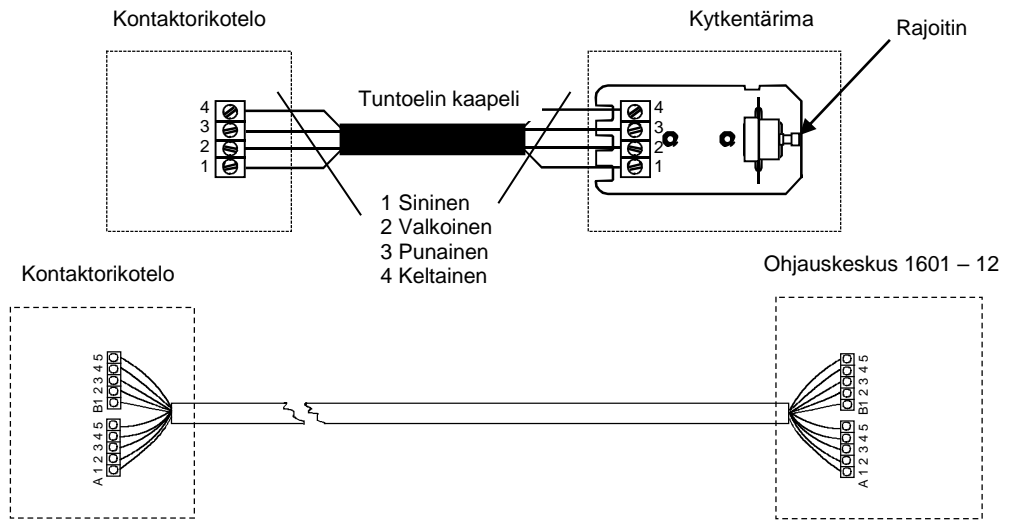 Kontaktorikotelo
Kytkentärima
Rajoitin
Tuntoelin kaapeli
4
3
2
1
4
3
2
1
1 Sininen
2 Valkoinen
3 Punainen
4 Keltainen
Kontaktorikotelo
Ohjauskeskus 1601 – 12
B1 2 3 4 5
A 1 2 3 4 5
B1 2 3 4 5
A 1 2 3 4 5